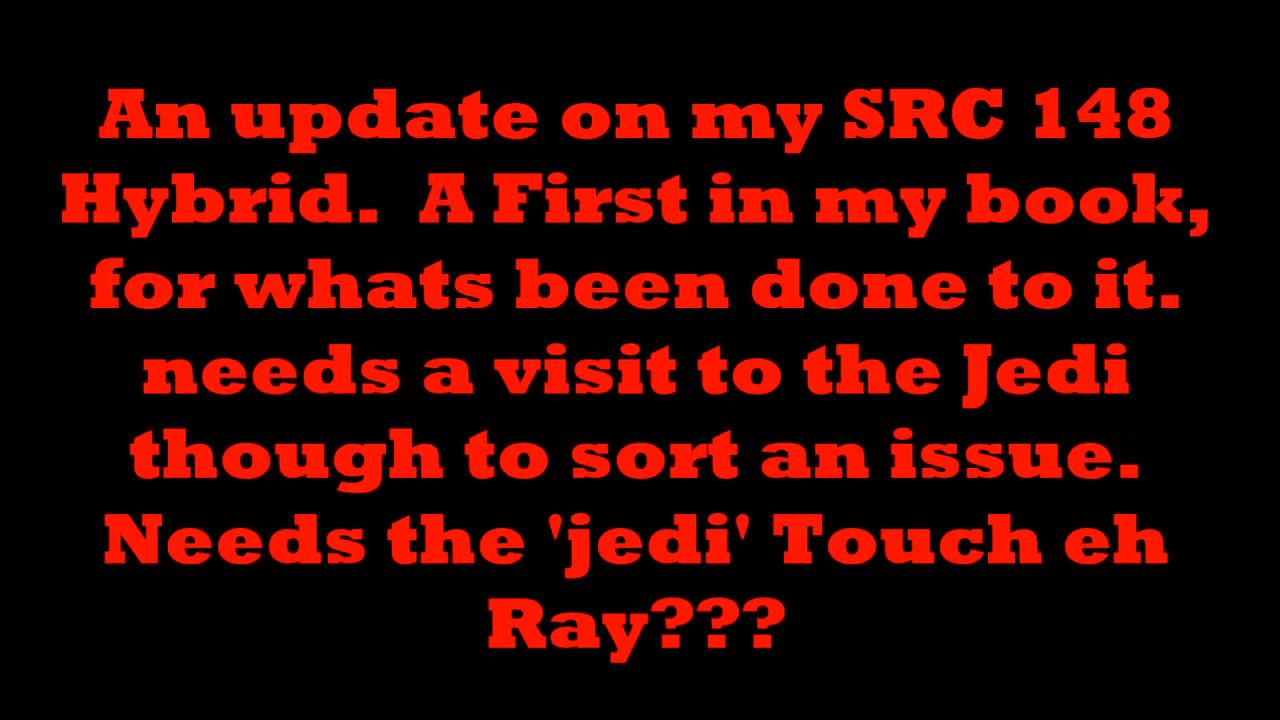 An update on my SRC 148
Hybrid.  A First in my book,
for whats been done to it.
needs a visit to the Jedi
though to sort an issue.
Needs the 'jedi' Touch eh
Ray???